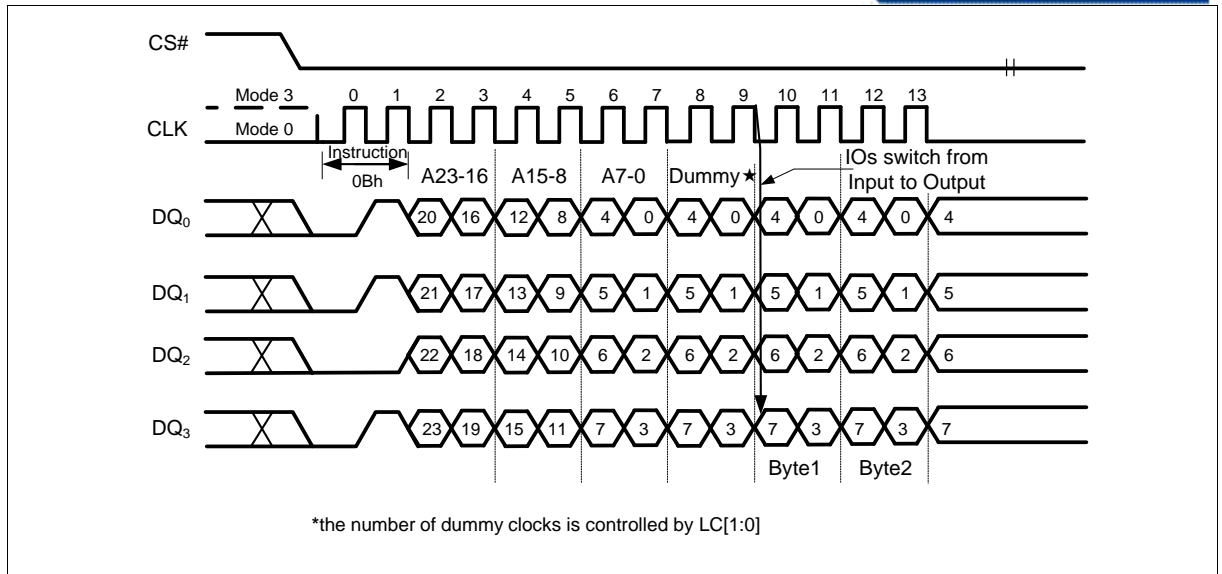 CS#
Mode 3 0 1 2 3 4 5 6 7 8 9 10 11 12 13
CLK Mode 0
Instruction IOs switch from
0Bh A23-16 A15-8 A7-0 Dummy★ Input to Output
DQ0 20 16 12 8 4 0 4 0 4 0 4 0 4
DQ1 21 17 13 9 5 1 5 1 5 1 5 1 5
DQ2 22 18 14 10 6 2 6 2 6 2 6 2 6
DQ3 23 19 15 11 7 3 7 3 7 3 7 3 7
Byte1 Byte2
*the number of dummy clocks is controlled by LC[1:0]